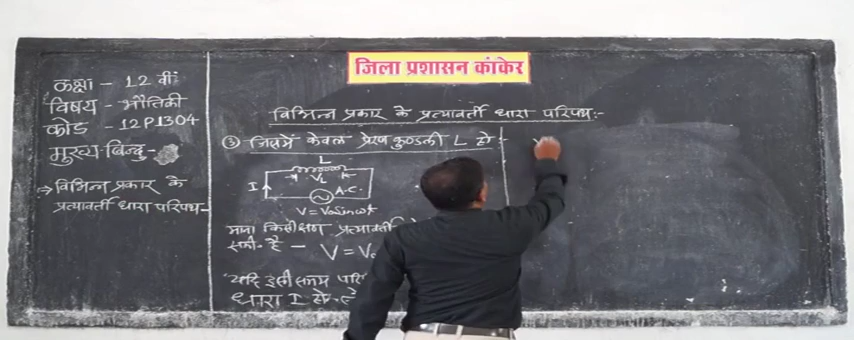 जिला प्रशासन कांकेर
कक्षा - 12 वीं
विषय - भौतिकी
कोड - 12P1304
मुख्य बिन्दु -
→ विभिन्न प्रकार के
प्रत्यावर्ती धारा परिपथ -
विभिन्न प्रकार के प्रत्यावर्ती धारा परिपथ :-
③ जिसमें केवल प्रेरण कुण्डली L हो :-
L
I
VL
A.C.
V = V₀sinωt
माना किसी क्षण प्रत्यावर्ती
है - V = V₀
यदि इसी समय परि
धारा I हो